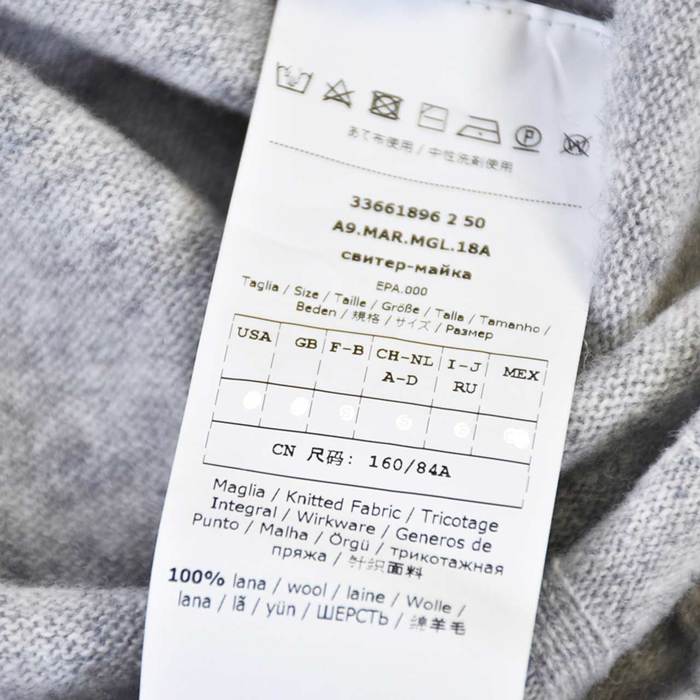 あて布使用 / 中性洗剤使用
33661896 2 50
A9.MAR.MGL.18A
свитер-майка
EPA.000
Taglia / Size / Taille / Größe / Talla / Tamanho /
Beden / 規格 / サイズ / Размер
USA GB F-B CH-NL I-J MEX
A-D RU
CN 尺码: 160/84A
Maglia / Knitted Fabric / Tricotage
Integral / Wirkware / Generos de
Punto / Malha / Örgü / трикотажная
пряжа / 针织面料
100% lana / wool / laine / Wolle /
lana / lã / yün / ШЕРСТЬ / 绵羊毛